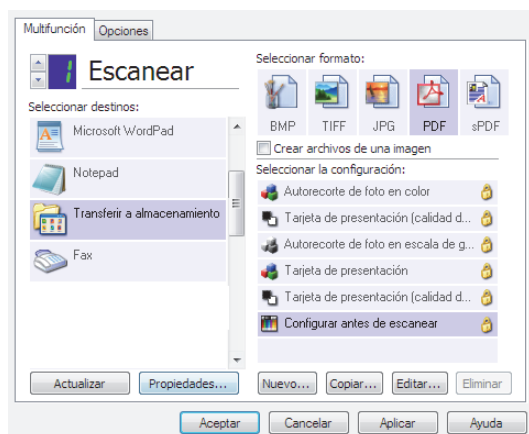 Multifunción Opciones
1 Escanear
Seleccionar destinos:
Microsoft WordPad
Notepad
Transferir a almacenamiento
Fax
Actualizar Propiedades...
Seleccionar formato:
BMP TIFF JPG PDF sPDF
Crear archivos de una imagen
Seleccionar la configuración:
Autorecorte de foto en color
Tarjeta de presentación (calidad d...
Autorecorte de foto en escala de g...
Tarjeta de presentación
Tarjeta de presentación (calidad d...
Configurar antes de escanear
Nuevo... Copiar... Editar... Eliminar
Aceptar Cancelar Aplicar Ayuda